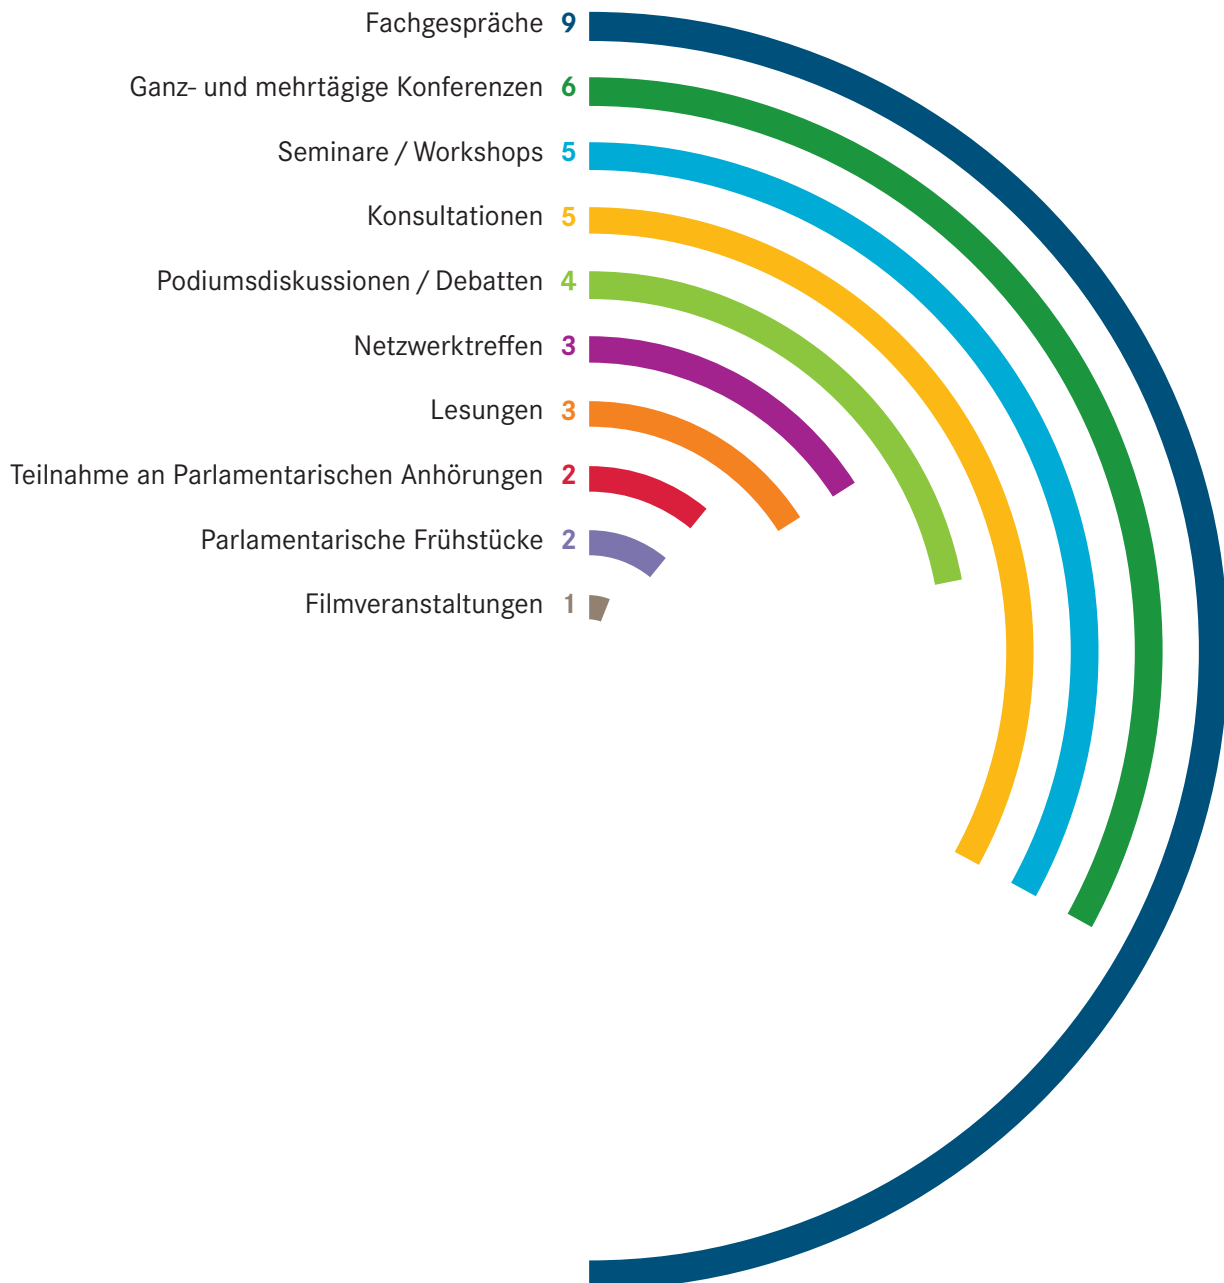 Fachgespräche 9
Ganz- und mehrtägige Konferenzen 6
Seminare / Workshops 5
Konsultationen 5
Podiumsdiskussionen / Debatten 4
Netzwerktreffen 3
Lesungen 3
Teilnahme an Parlamentarischen Anhörungen 2
Parlamentarische Frühstücke 2
Filmveranstaltungen 1